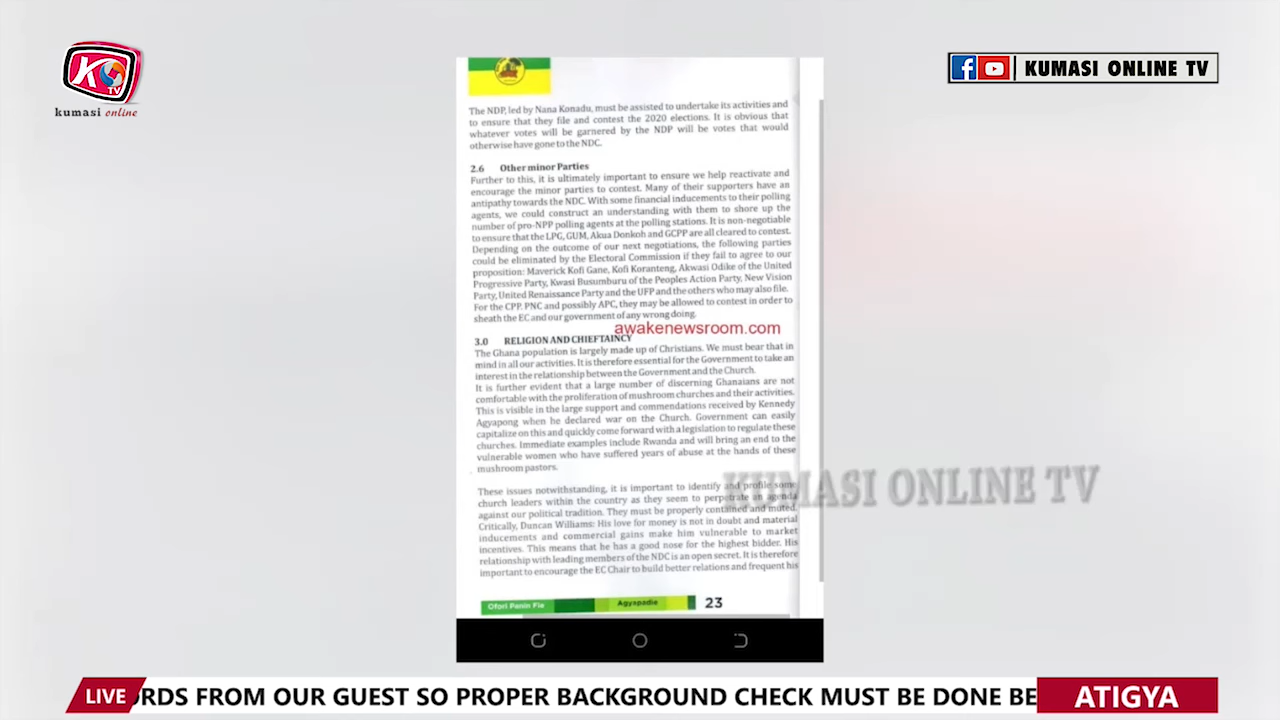 KO
TV
kumasi online
KUMASI ONLINE TV
The NDP, led by Nana Konadu, must be assisted to undertake its activities and
to ensure that they file and contest the 2020 elections. It is obvious that
whatever votes will be garnered by the NDP will be votes that would
otherwise have gone to the NDC.
2.6 Other minor Parties
Further to this, it is ultimately important to ensure we help reactivate and
encourage the minor parties to contest. Many of their supporters have an
antipathy towards the NDC. With some financial inducements to their polling
agents, we could construct an understanding with them to shore up the
number of pro-NPP polling agents at the polling stations. It is non-negotiable
to ensure that the LPG, GUM, Akua Donkoh and GCPP are all cleared to contest.
Depending on the outcome of our next negotiations, the following parties
could be eliminated by the Electoral Commission if they fail to agree to our
proposition: Maverick Kofi Gane, Kofi Koranteng, Akwasi Odike of the United
Progressive Party, Kwasi Busumburu of the Peoples Action Party, New Vision
Party, United Renaissance Party and the UFP and the others who may also file.
For the CPP, PNC and possibly APC, they may be allowed to contest in order to
sheath the EC and our government of any wrong doing.
awakenewsroom.com
3.0 RELIGION AND CHIEFTAINCY
The Ghana population is largely made up of Christians. We must bear that in
mind in all our activities. It is therefore essential for the Government to take an
interest in the relationship between the Government and the Church.
It is further evident that a large number of discerning Ghanaians are not
comfortable with the proliferation of mushroom churches and their activities.
This is visible in the large support and commendations received by Kennedy
Agyapong when he declared war on the Church. Government can easily
capitalize on this and quickly come forward with a legislation to regulate these
churches. Immediate examples include Rwanda and will bring an end to the
vulnerable women who have suffered years of abuse at the hands of these
mushroom pastors.
These issues notwithstanding, it is important to identify and profile some
church leaders within the country as they seem to perpetrate an agenda
against our political tradition. They must be properly contained and muted.
Critically, Duncan Williams: His love for money is not in doubt and material
inducements and commercial gains make him vulnerable to market
incentives. This means that he has a good nose for the highest bidder. His
relationship with leading members of the NDC is an open secret. It is therefore
important to encourage the EC Chair to build better relations and frequent his
KUMASI ONLINE TV
Ofori Panin Fie Agyapadie 23
LIVE
ORDS FROM OUR GUEST SO PROPER BACKGROUND CHECK MUST BE DONE BE
ATIGYA